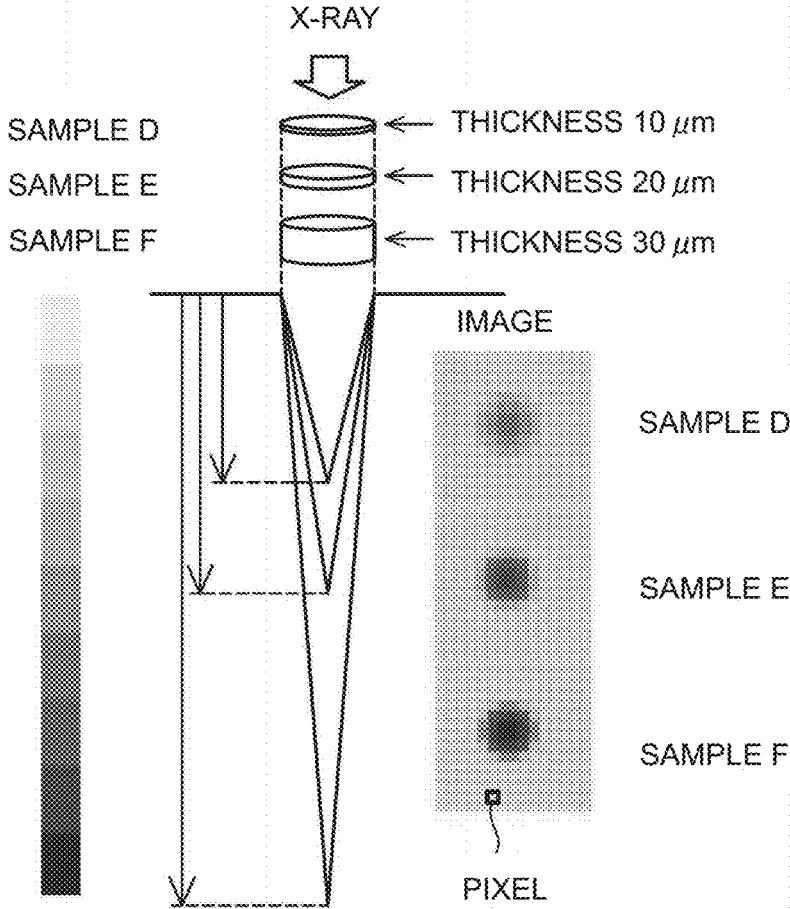 X-RAY
SAMPLE D
THICKNESS 10 μm
SAMPLE E
THICKNESS 20 μm
SAMPLE F
THICKNESS 30 μm
IMAGE
SAMPLE D
SAMPLE E
SAMPLE F
PIXEL